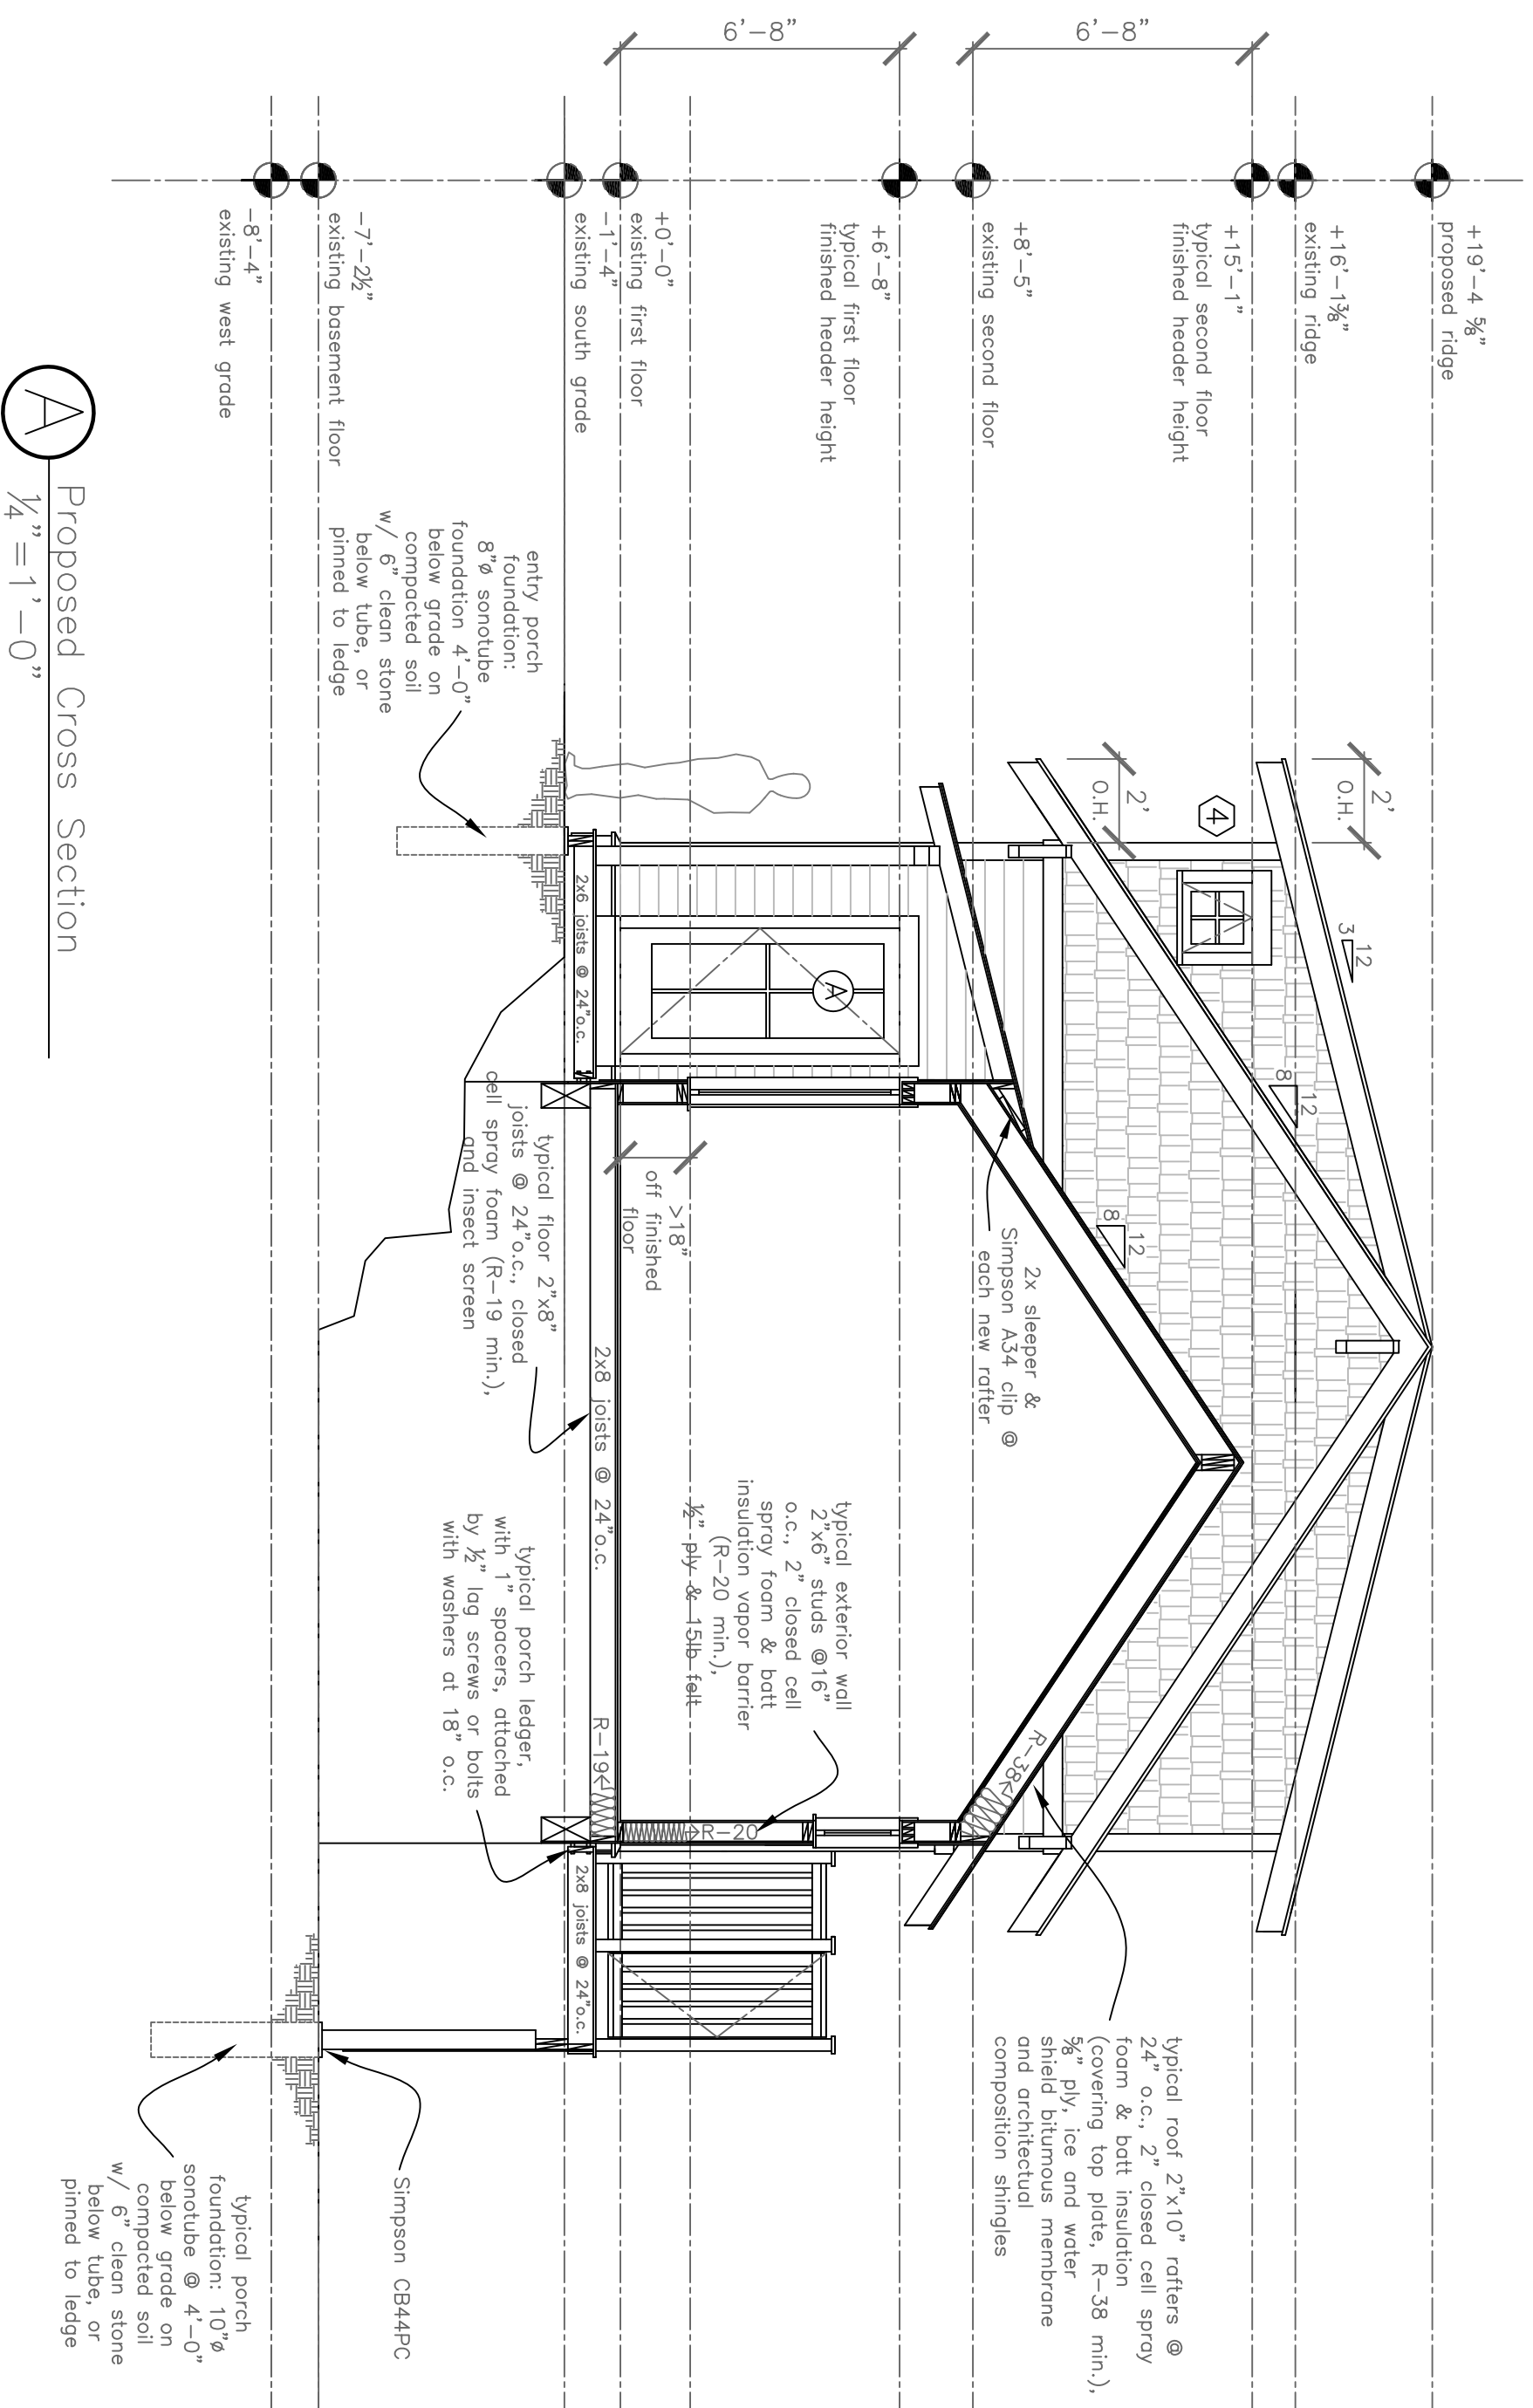 6'-8"
6'-8"
+19'-4 5/8"
proposed ridge
+16'-1 3/8"
existing ridge
+15'-1"
typical second floor
finished header height
+8'-5"
existing second floor
+6'-8"
typical first floor
finished header height
+0'-0"
existing first floor
-1'-4"
existing south grade
-7'-2½"
existing basement floor
-8'-4"
existing west grade
2'
O.H.
2'
O.H.
4
3
12
8
12
8
12
A
2x sleeper &
Simpson A34 clip @
each new rafter
>18"
off finished
floor
typical exterior wall
2"x6" studs @16"
o.c., 2" closed cell
spray foam & batt
insulation vapor barrier
(R-20 min.),
½" ply & 15lb felt
R-38
R-20
R-19
typical roof 2"x10" rafters @
24" o.c., 2" closed cell spray
foam & batt insulation
(covering top plate, R-38 min.),
⅝" ply, ice and water
shield bitumous membrane
and architectual
composition shingles
2x6 joists @ 24"o.c.
2x8 joists @ 24"o.c.
2x8 joists @ 24"o.c.
entry porch
foundation:
8"ø sonotube
foundation 4'-0"
below grade on
compacted soil
w/ 6" clean stone
below tube, or
pinned to ledge
typical floor 2"x8"
joists @ 24"o.c., closed
cell spray foam (R-19 min.),
and insect screen
typical porch ledger,
with 1" spacers, attached
by ½" lag screws or bolts
with washers at 18" o.c.
Simpson CB44PC
typical porch
foundation: 10"ø
sonotube @ 4'-0"
below grade on
compacted soil
w/ 6" clean stone
below tube, or
pinned to ledge
A
Proposed Cross Section
¼"=1'-0"